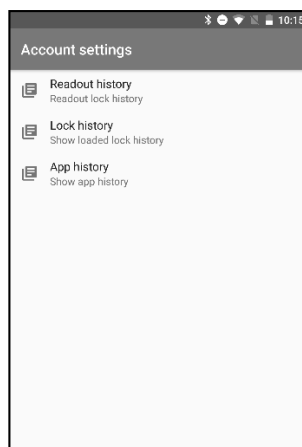 10:15
Account settings
Readout history
Readout lock history
Lock history
Show loaded lock history
App history
Show app history